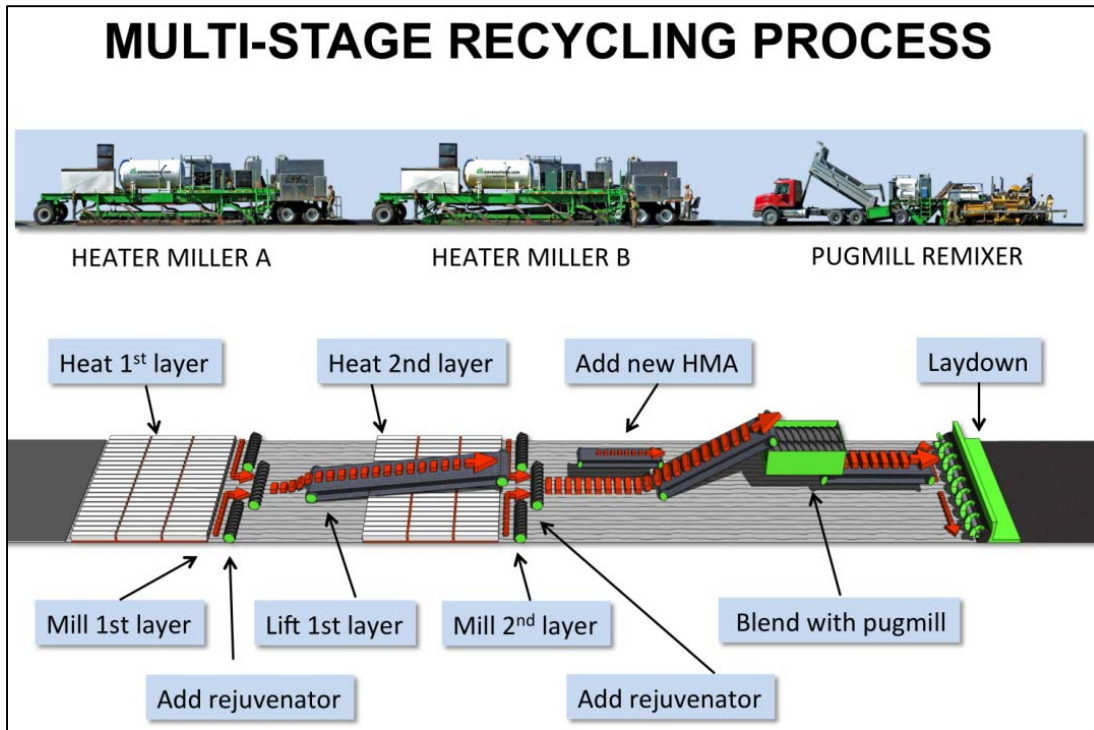 MULTI-STAGE RECYCLING PROCESS
HEATER MILLER A
HEATER MILLER B
PUGMILL REMIXER
Heat 1st layer
Heat 2nd layer
Add new HMA
Laydown
Mill 1st layer
Lift 1st layer
Mill 2nd layer
Blend with pugmill
Add rejuvenator
Add rejuvenator